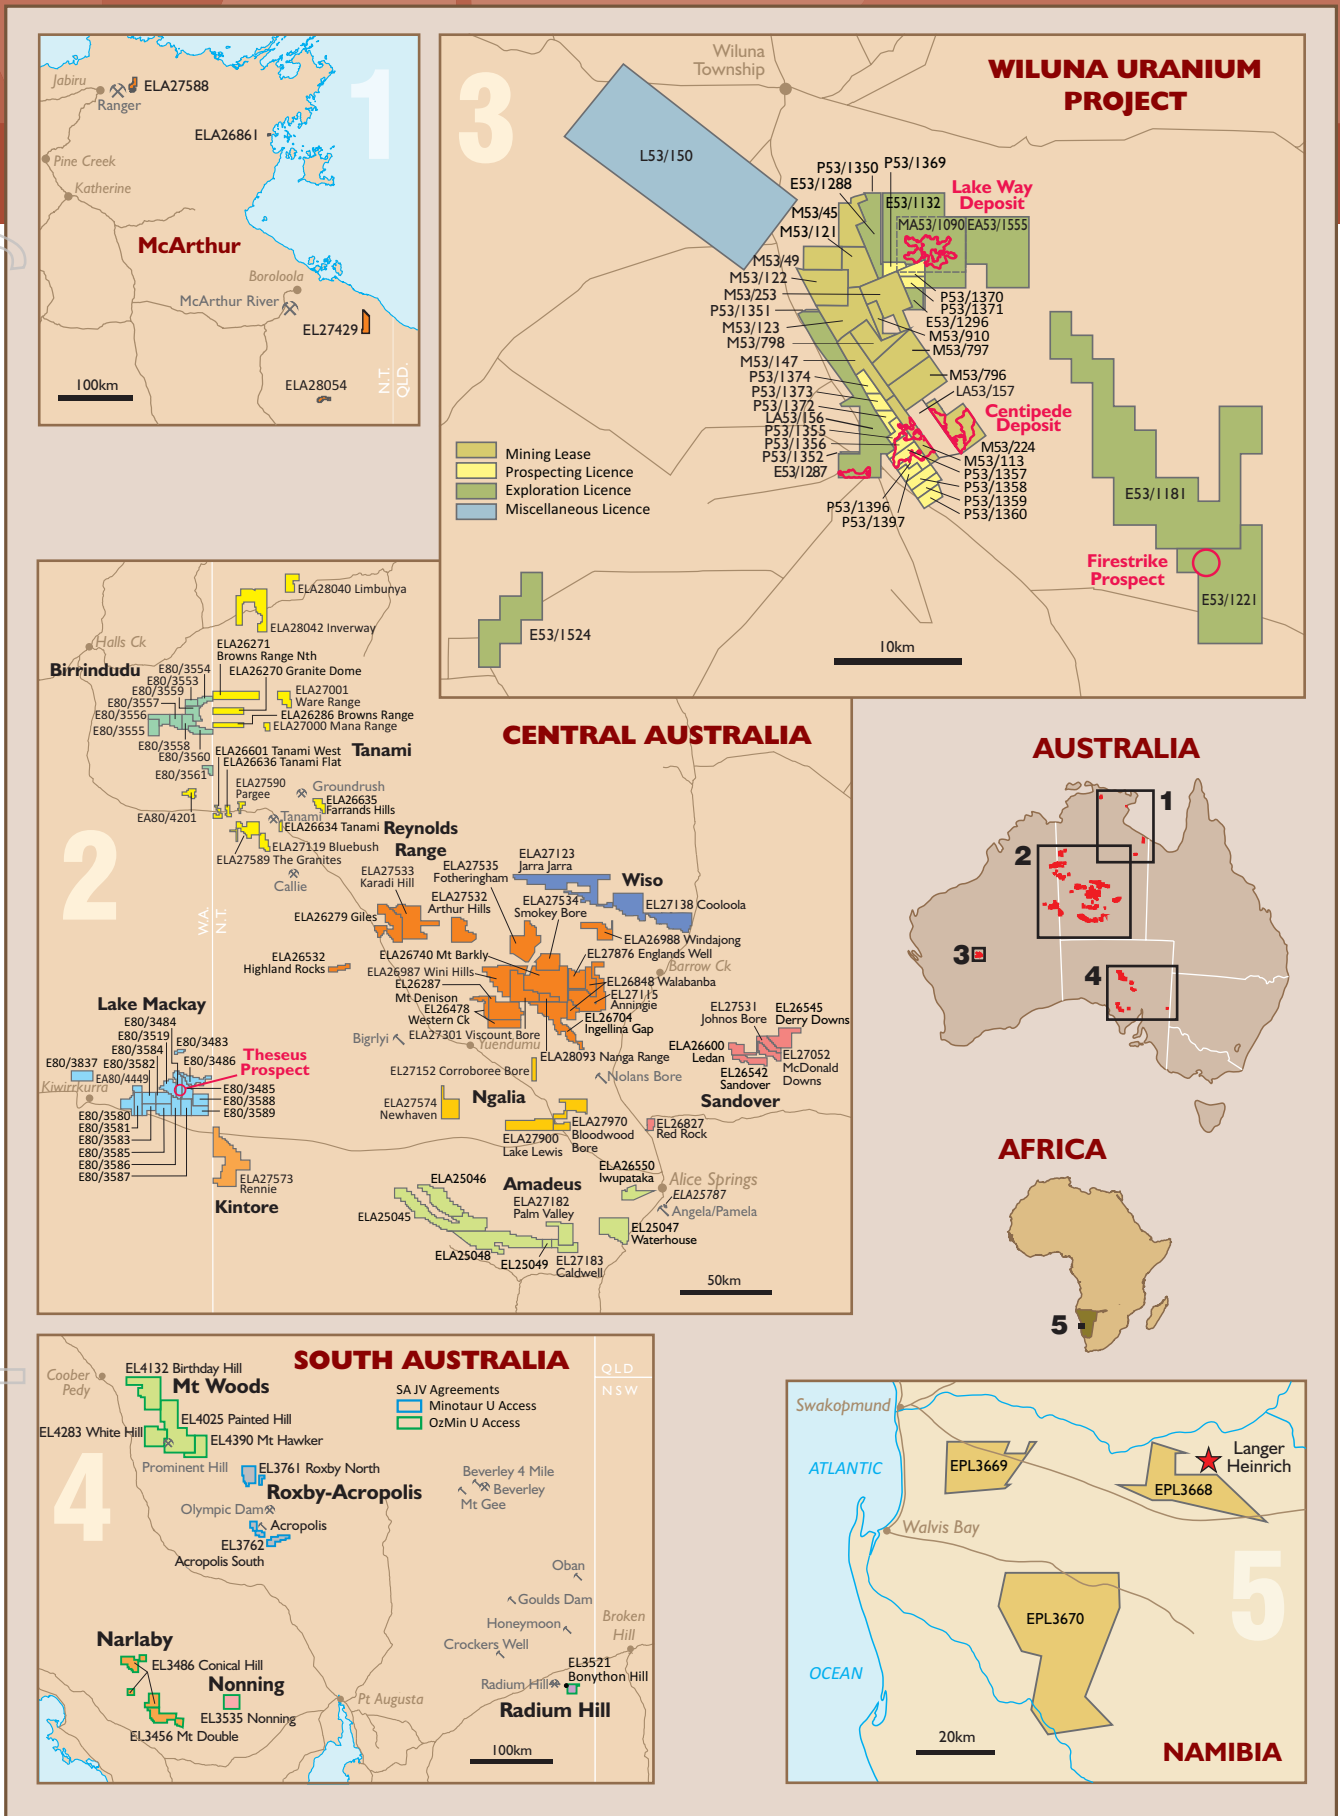 1
Jabiru
ELA27588
Ranger
ELA26861
Pine Creek
Katherine
McArthur
Boroloola
McArthur River
EL27429
ELA28054
100km
N.T.
QLD.
3
Wiluna
Township
WILUNA URANIUM
PROJECT
L53/150
P53/1350
P53/1369
E53/1288
Lake Way
Deposit
E53/1132
M53/45
MA53/1090
EA53/1555
M53/121
M53/49
M53/122
M53/253
P53/1351
M53/123
M53/798
M53/147
P53/1374
P53/1373
P53/1372
LA53/156
P53/1355
P53/1356
P53/1352
E53/1287
P53/1370
P53/1371
E53/1296
M53/910
M53/797
M53/796
LA53/157
Centipede
Deposit
M53/224
M53/113
P53/1357
P53/1358
P53/1359
P53/1360
P53/1396
P53/1397
Mining Lease
Prospecting Licence
Exploration Licence
Miscellaneous Licence
E53/1181
Firestrike
Prospect
E53/1221
E53/1524
10km
2
CENTRAL AUSTRALIA
ELA28040 Limbunya
ELA28042 Inverway
Halls Ck
ELA26271
Browns Range Nth
Birrindudu
E80/3554
E80/3553
E80/3559
E80/3557
E80/3556
E80/3555
E80/3558
E80/3560
E80/3561
ELA26270 Granite Dome
ELA27001
Ware Range
ELA26286 Browns Range
ELA27000 Mana Range
ELA26601 Tanami West
ELA26636 Tanami Flat
Tanami
EA80/4201
ELA27590
Pargee
Groundrush
ELA26635
Farrands Hills
Tanami
ELA26634 Tanami
ELA27119 Bluebush
ELA27589 The Granites
Callie
Reynolds
Range
ELA27533
Karadi Hill
ELA27535
Fotheringham
ELA27123
Jarra Jarra
Wiso
ELA27532
Arthur Hills
ELA27534
Smokey Bore
EL27138 Cooloola
ELA26279 Giles
ELA26988 Windajong
W.A.
N.T.
ELA26532
Highland Rocks
ELA26740 Mt Barkly
EL27876 Englands Well
Barrow Ck
ELA26987 Wini Hills
EL26287
Mt Denison
EL26478
Western Ck
ELA26848 Walabanba
EL27115
Anningie
EL26704
Ingellina Gap
ELA27301 Viscount Bore
Bigrlyi
Yuendumu
ELA28093 Nanga Range
EL27531
Johnos Bore
EL26545
Derry Downs
ELA26600
Ledan
EL27052
McDonald
Downs
EL26542
Sandover
Sandover
Lake Mackay
E80/3484
E80/3519
E80/3584
E80/3582
EA80/4449
E80/3837
E80/3483
E80/3486
Theseus
Prospect
Kiwirrkurra
E80/3485
E80/3588
E80/3589
E80/3580
E80/3581
E80/3583
E80/3585
E80/3586
E80/3587
ELA27573
Rennie
Kintore
EL27152 Corroboree Bore
Nolans Bore
ELA27574
Newhaven
Ngalia
ELA27900
Lake Lewis
ELA27970
Bloodwood
Bore
EL26827
Red Rock
ELA26550
Iwupataka
Alice Springs
ELA25787
Angela/Pamela
ELA25046
Amadeus
ELA27182
Palm Valley
ELA25045
ELA25048
EL25049
EL27183
Caldwell
EL25047
Waterhouse
50km
AUSTRALIA
1
2
3
4
AFRICA
5
4
SOUTH AUSTRALIA
QLD
NSW
Coober
Pedy
EL4132 Birthday Hill
Mt Woods
EL4025 Painted Hill
EL4283 White Hill
EL4390 Mt Hawker
Prominent Hill
SA JV Agreements
Minotaur U Access
OzMin U Access
EL3761 Roxby North
Roxby-Acropolis
Olympic Dam
Acropolis
EL3762
Acropolis South
Beverley 4 Mile
Beverley
Mt Gee
Oban
Goulds Dam
Honeymoon
Crockers Well
Broken
Hill
Narlaby
EL3486 Conical Hill
Nonning
EL3535 Nonning
EL3456 Mt Double
Pt Augusta
EL3521
Bonython Hill
Radium Hill
Radium Hill
100km
5
Swakopmund
ATLANTIC
EPL3669
Langer
Heinrich
EPL3668
Walvis Bay
EPL3670
OCEAN
20km
NAMIBIA